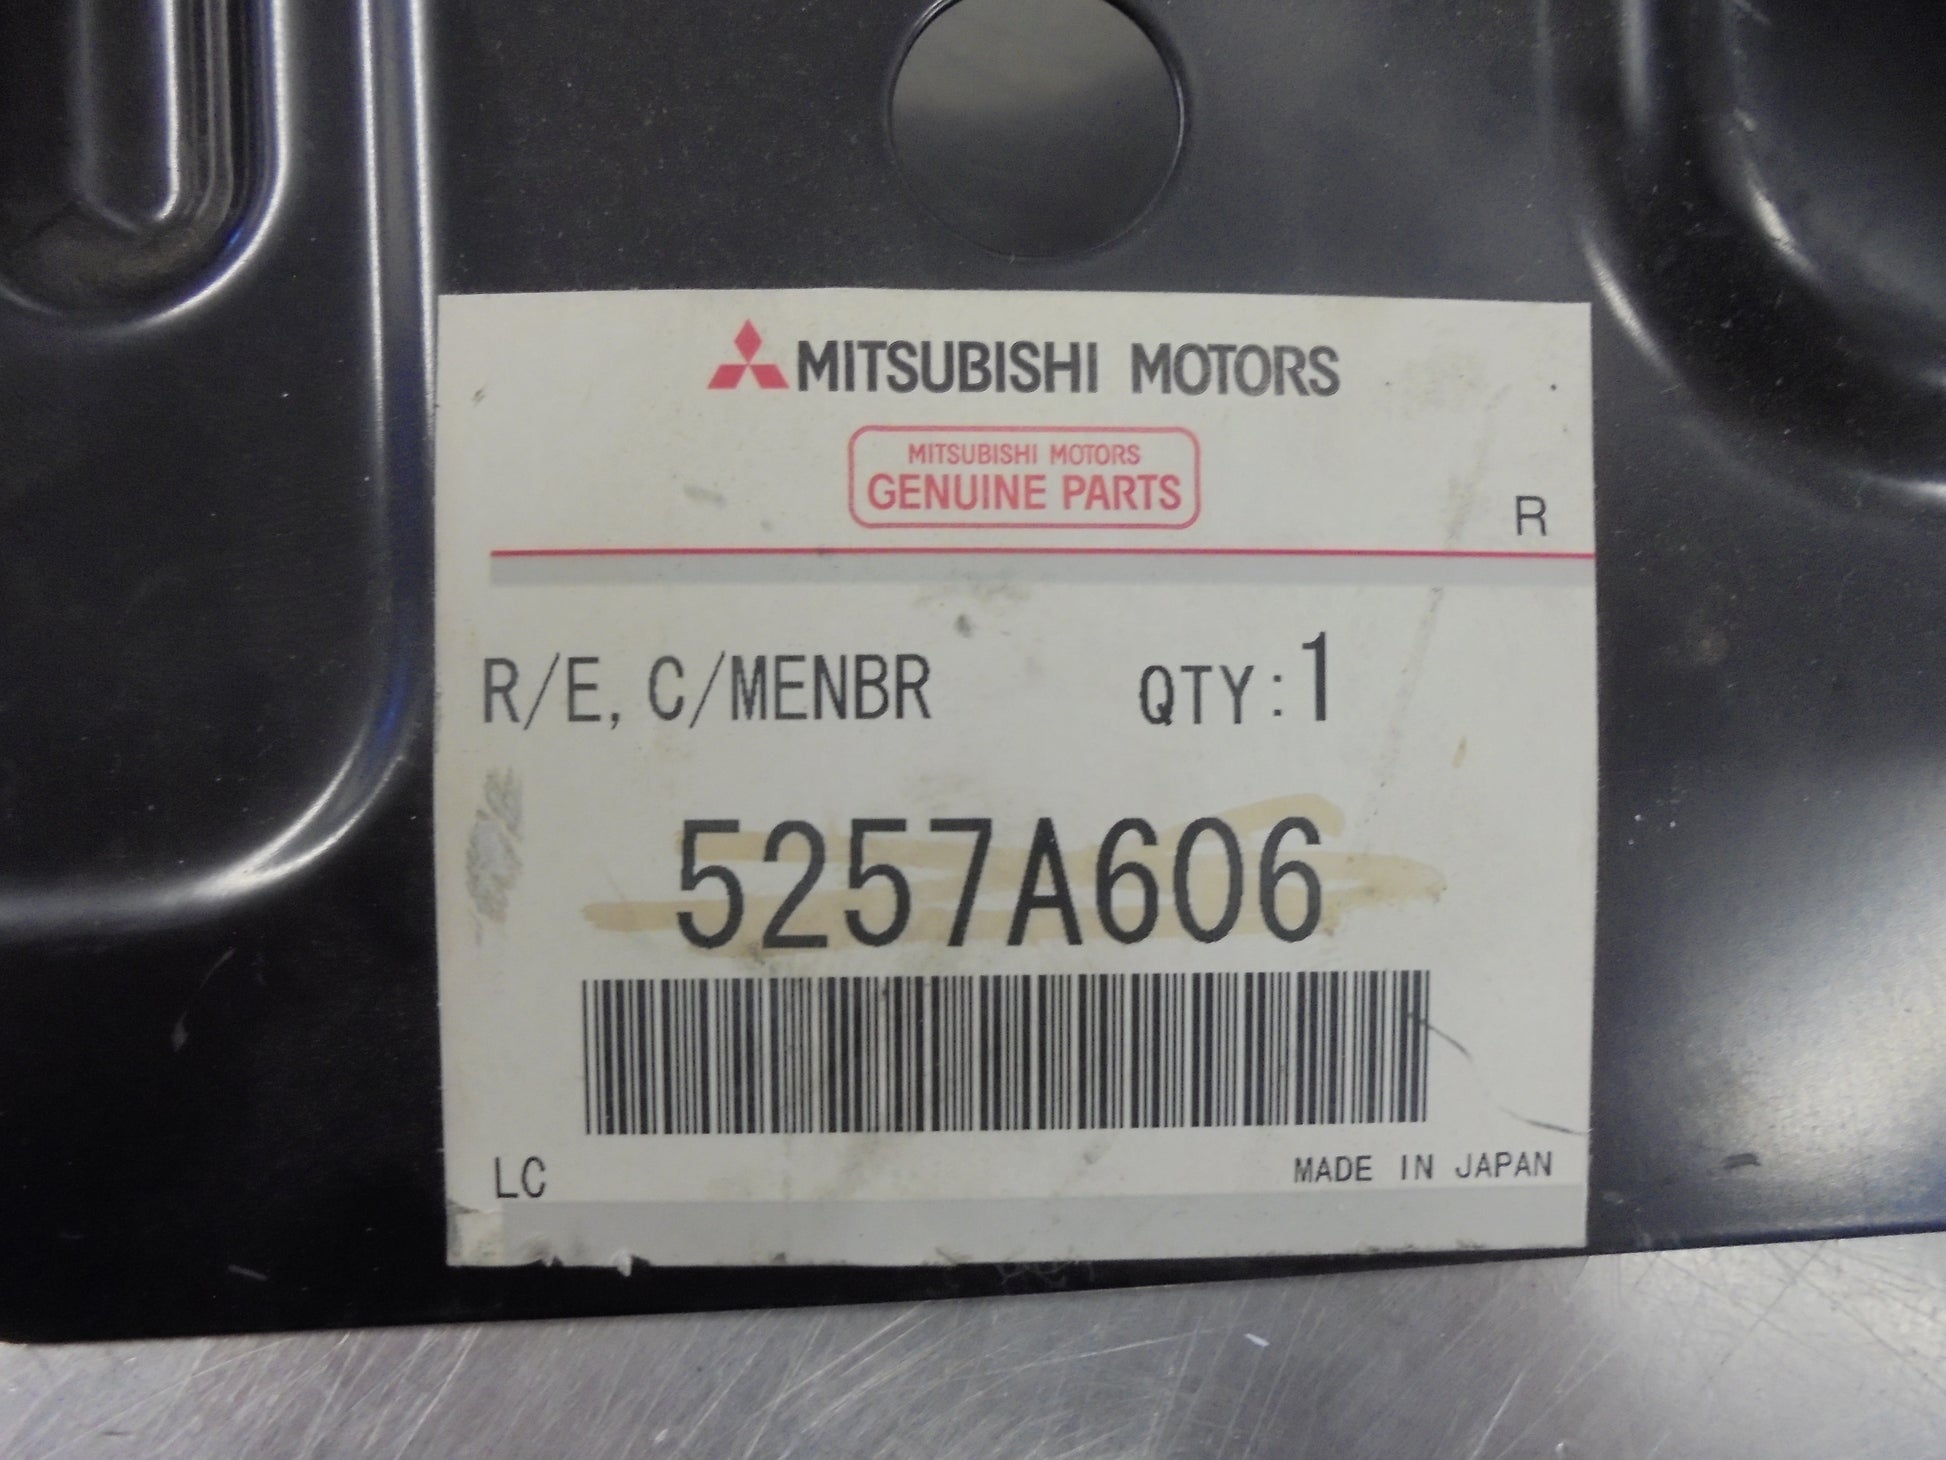 MITSUBISHI MOTORS
MITSUBISHI MOTORS
GENUINE PARTS
R
R/E, C/MENBR QTY:1
5257A606
LC MADE IN JAPAN